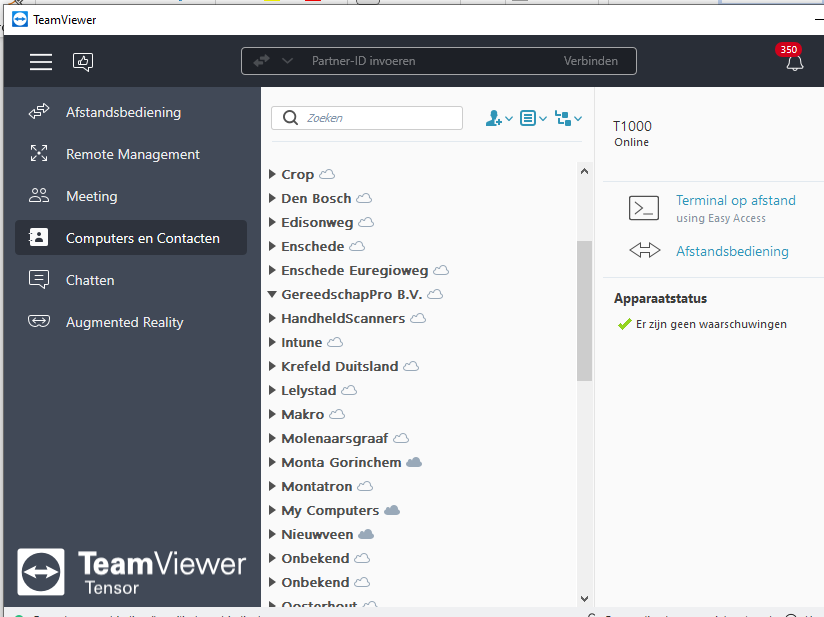 TeamViewer
Partner-ID invoeren
Verbinden
350
Afstandsbediening
Remote Management
Meeting
Computers en Contacten
Chatten
Augmented Reality
TeamViewer
Tensor
Zoeken
Crop
Den Bosch
Edisonweg
Enschede
Enschede Euregioweg
GereedschapPro B.V.
HandheldScanners
Intune
Krefeld Duitsland
Lelystad
Makro
Molenaarsgraaf
Monta Gorinchem
Montatron
My Computers
Nieuwveen
Onbekend
Onbekend
Oosterhout
T1000
Online
Terminal op afstand
using Easy Access
Afstandsbediening
Apparaatstatus
Er zijn geen waarschuwingen